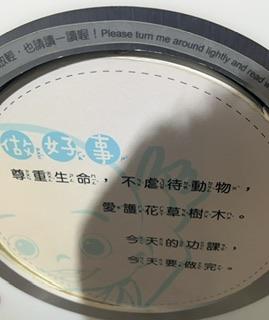 放輕，也請讀一讀喔！Please turn me around lightly and read
做好事
尊重生命，不虐待動物，
愛護花草樹木。
今天的功課，
今天要做完。